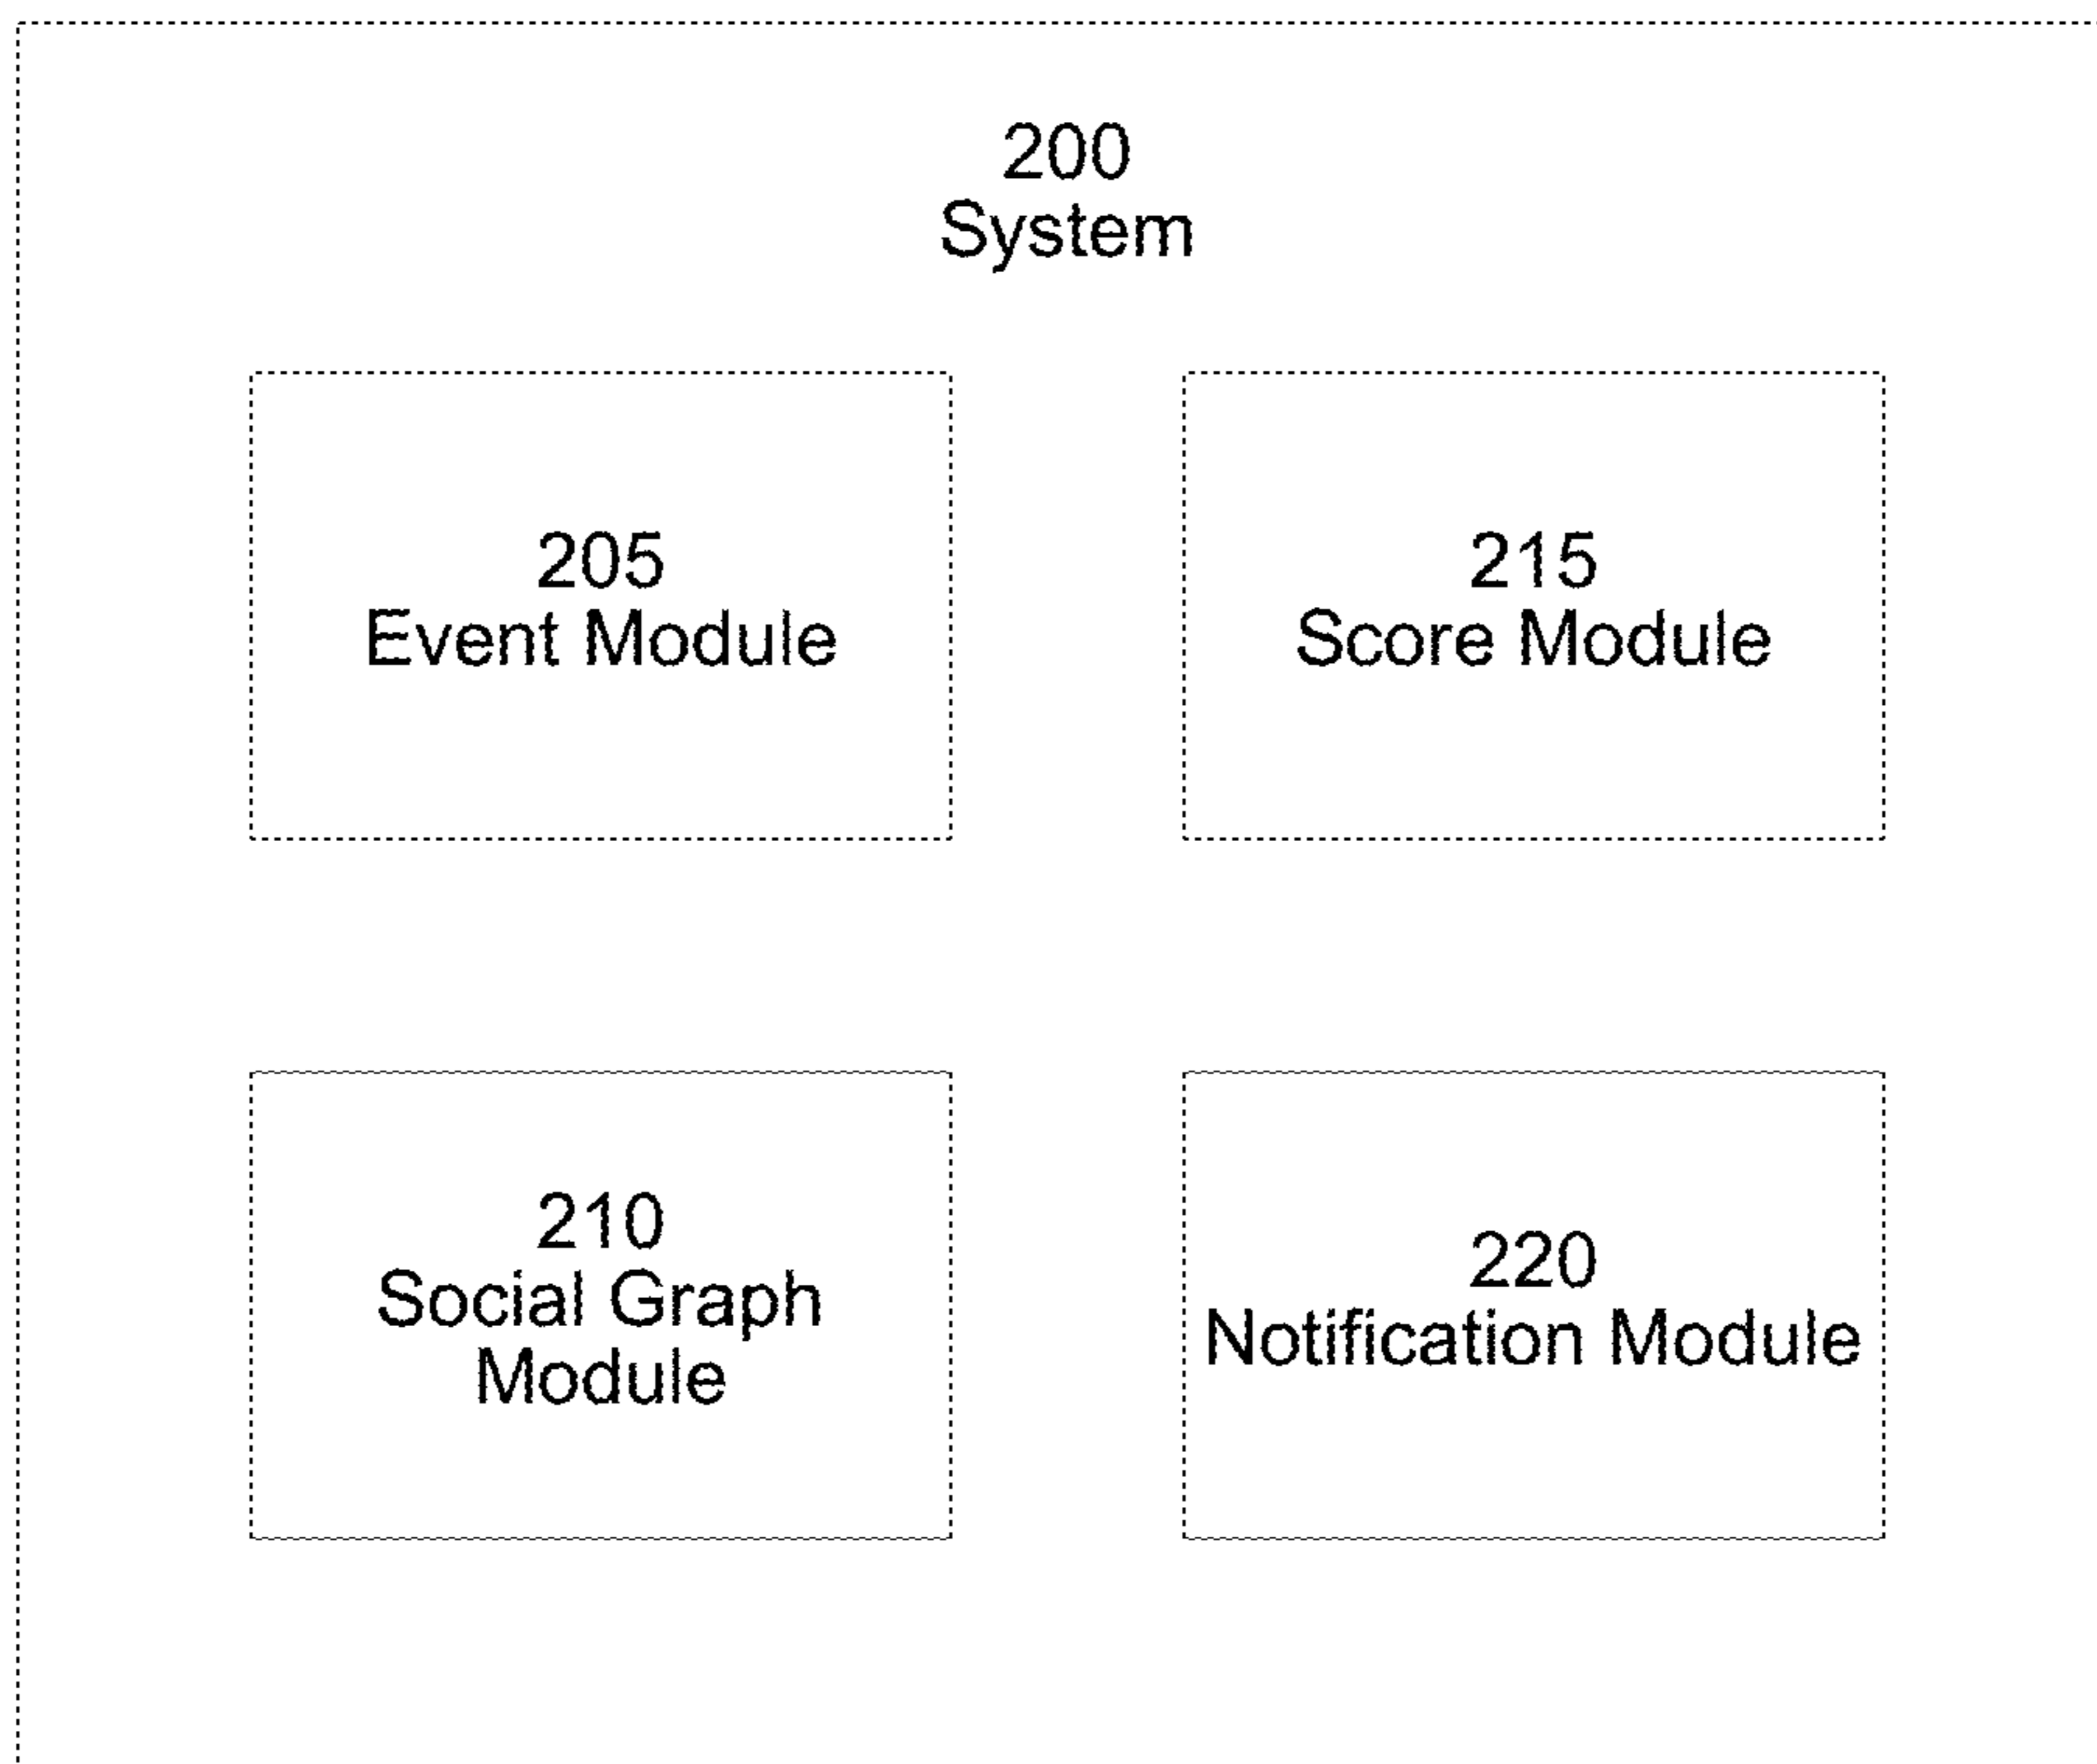 200
System
205
Event Module
215
Score Module
210
Social Graph
Module
220
Notification Module